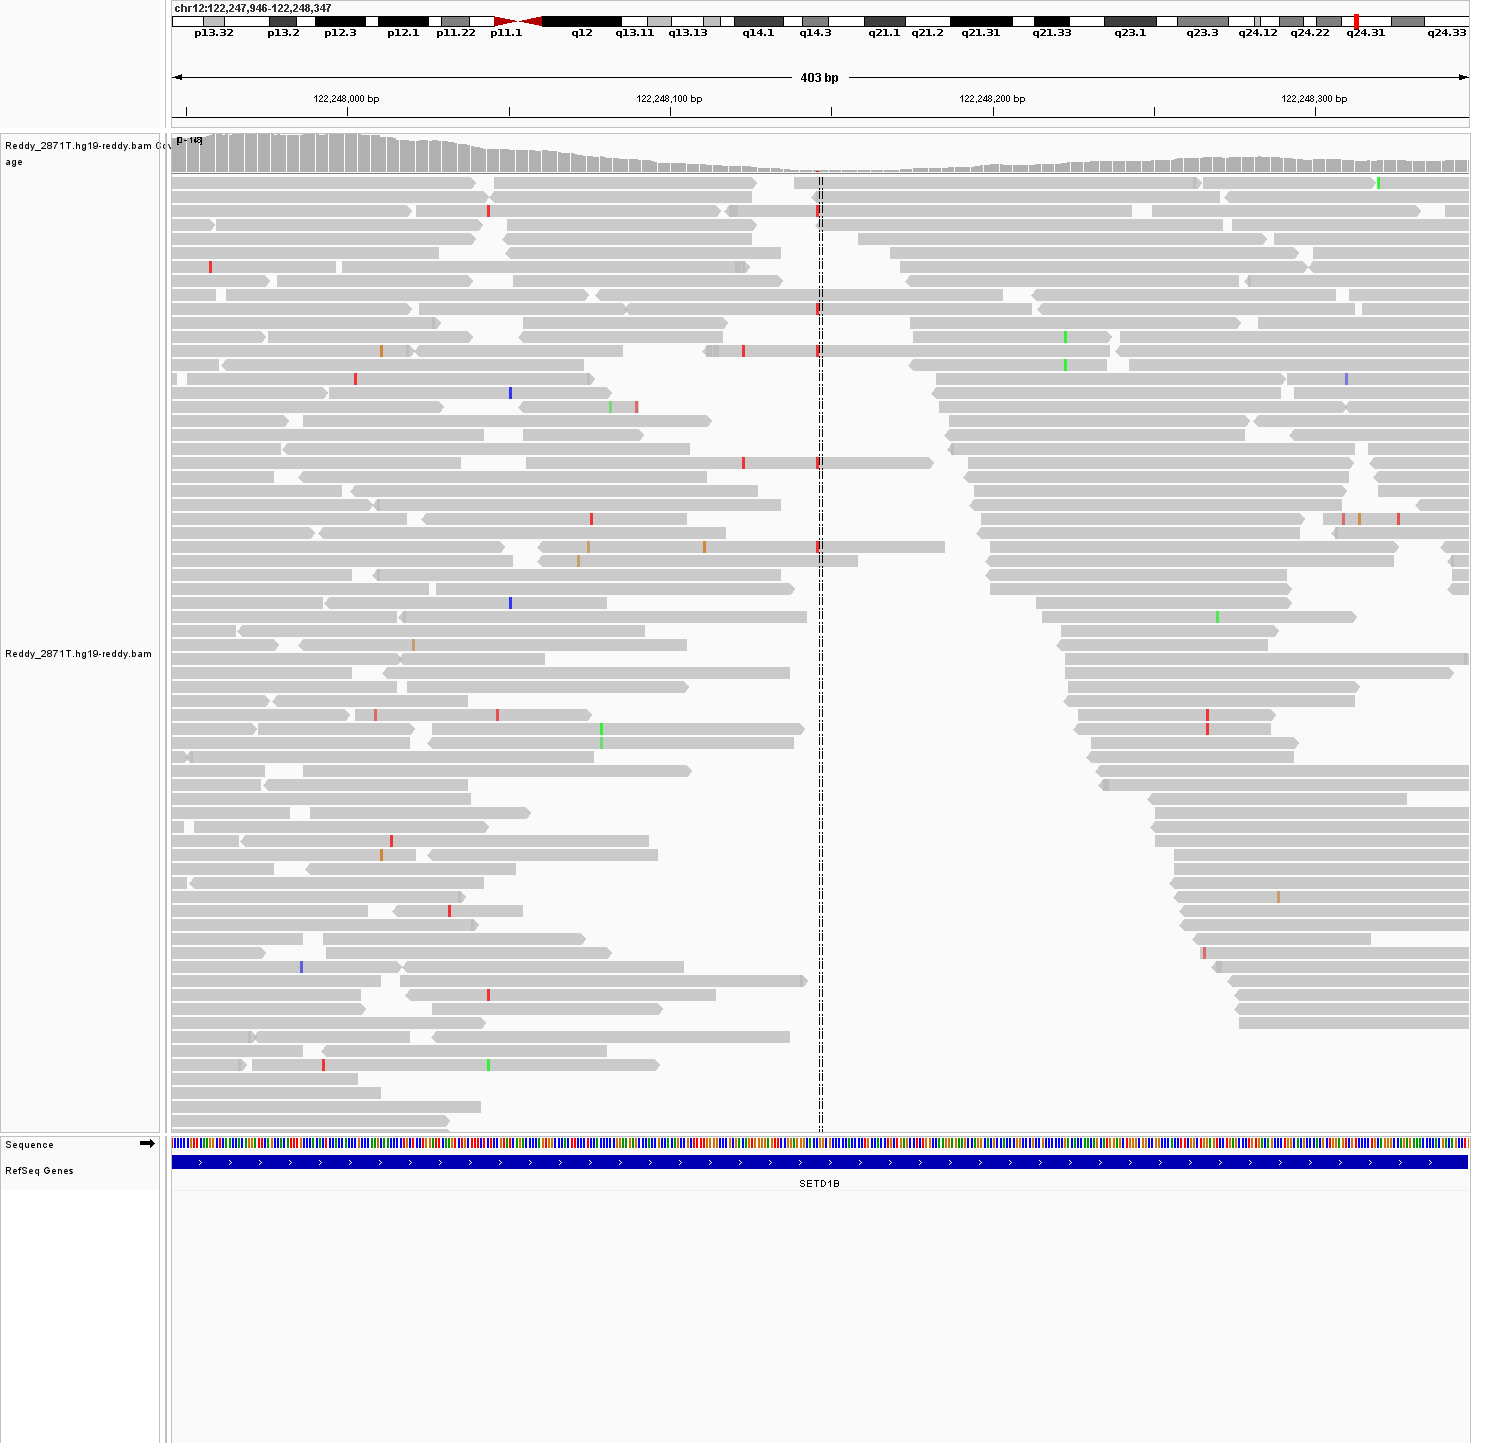 chr12:122,247,946-122,248,347
p13.32 p13.2 p12.3 p12.1 p11.22 p11.1 q12 q13.11 q13.13 q14.1 q14.3 q21.1 q21.2 q21.31 q21.33 q23.1 q23.3 q24.12 q24.22 q24.31 q24.33
403 bp
122,248,000 bp 122,248,100 bp 122,248,200 bp 122,248,300 bp
Reddy_2871T.hg19-reddy.bam Cov
age
Reddy_2871T.hg19-reddy.bam
Sequence
RefSeq Genes
SETD1B